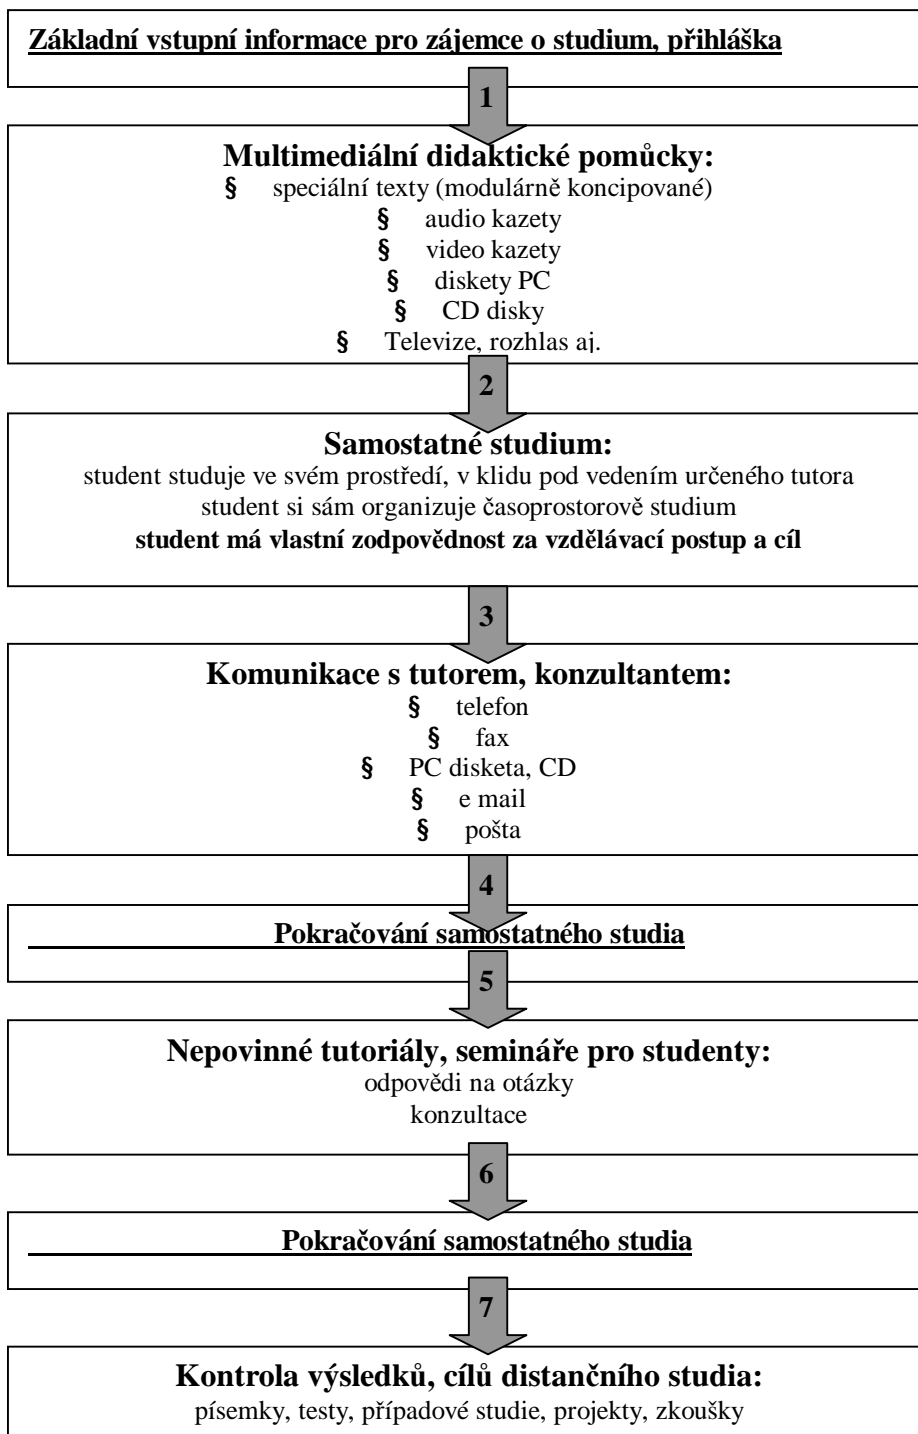 Základní vstupní informace pro zájemce o studium, přihláška
1
Multimediální didaktické pomůcky:
§ speciální texty (modulárně koncipované)
§ audio kazety
§ video kazety
§ diskety PC
§ CD disky
§ Televize, rozhlas aj.
2
Samostatné studium:
student studuje ve svém prostředí, v klidu pod vedením určeného tutora
student si sám organizuje časoprostorově studium
student má vlastní zodpovědnost za vzdělávací postup a cíl
3
Komunikace s tutorem, konzultantem:
§ telefon
§ fax
§ PC disketa, CD
§ e mail
§ pošta
4
Pokračování samostatného studia
5
Nepovinné tutoriály, semináře pro studenty:
odpovědi na otázky
konzultace
6
Pokračování samostatného studia
7
Kontrola výsledků, cílů distančního studia:
písemky, testy, případové studie, projekty, zkoušky